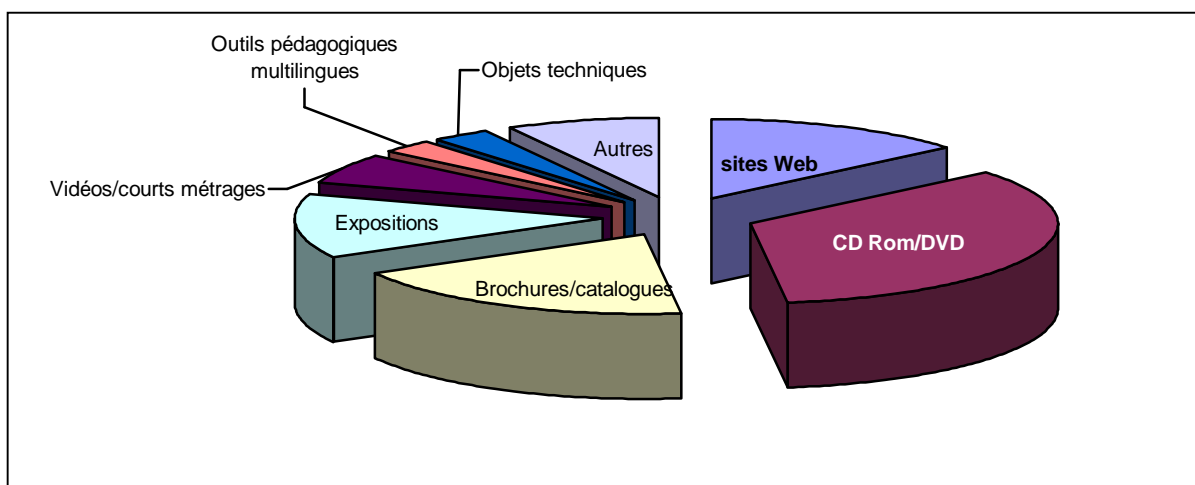 Outils pédagogiques
multilingues
Objets techniques
Autres
sites Web
Vidéos/courts métrages
Expositions
CD Rom/DVD
Brochures/catalogues